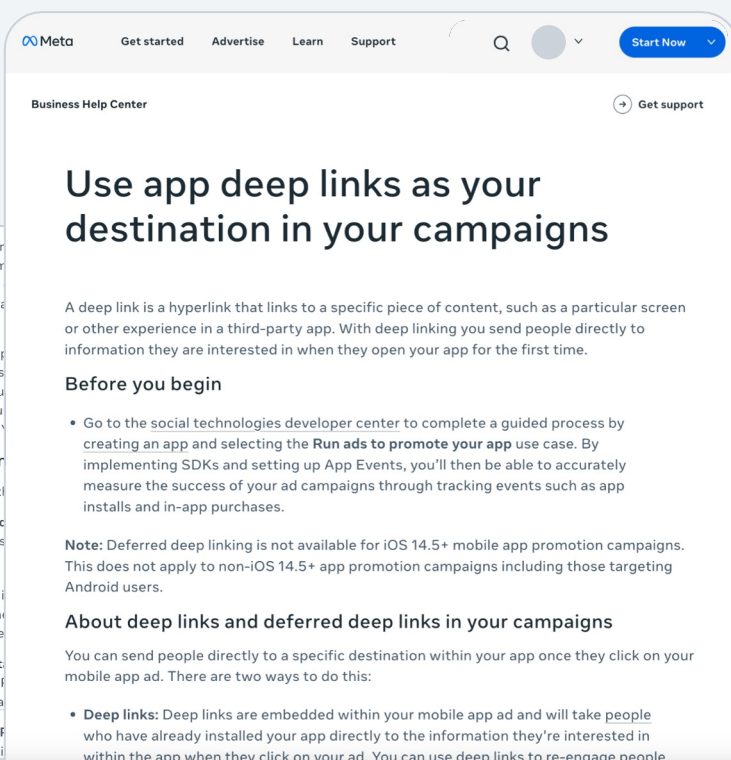 Meta Get started Advertise Learn Support Start Now
Business Help Center Get support
Use app deep links as your
destination in your campaigns
A deep link is a hyperlink that links to a specific piece of content, such as a particular screen
or other experience in a third-party app. With deep linking you send people directly to
information they are interested in when they open your app for the first time.
Before you begin
• Go to the social technologies developer center to complete a guided process by
creating an app and selecting the Run ads to promote your app use case. By
implementing SDKs and setting up App Events, you’ll then be able to accurately
measure the success of your ad campaigns through tracking events such as app
installs and in-app purchases.
Note: Deferred deep linking is not available for iOS 14.5+ mobile app promotion campaigns.
This does not apply to non-iOS 14.5+ app promotion campaigns including those targeting
Android users.
About deep links and deferred deep links in your campaigns
You can send people directly to a specific destination within your app once they click on your
mobile app ad. There are two ways to do this:
• Deep links: Deep links are embedded within your mobile app ad and will take people
who have already installed your app directly to the information they're interested in
within the app when they click on your ad. You can use deep links to re-engage people